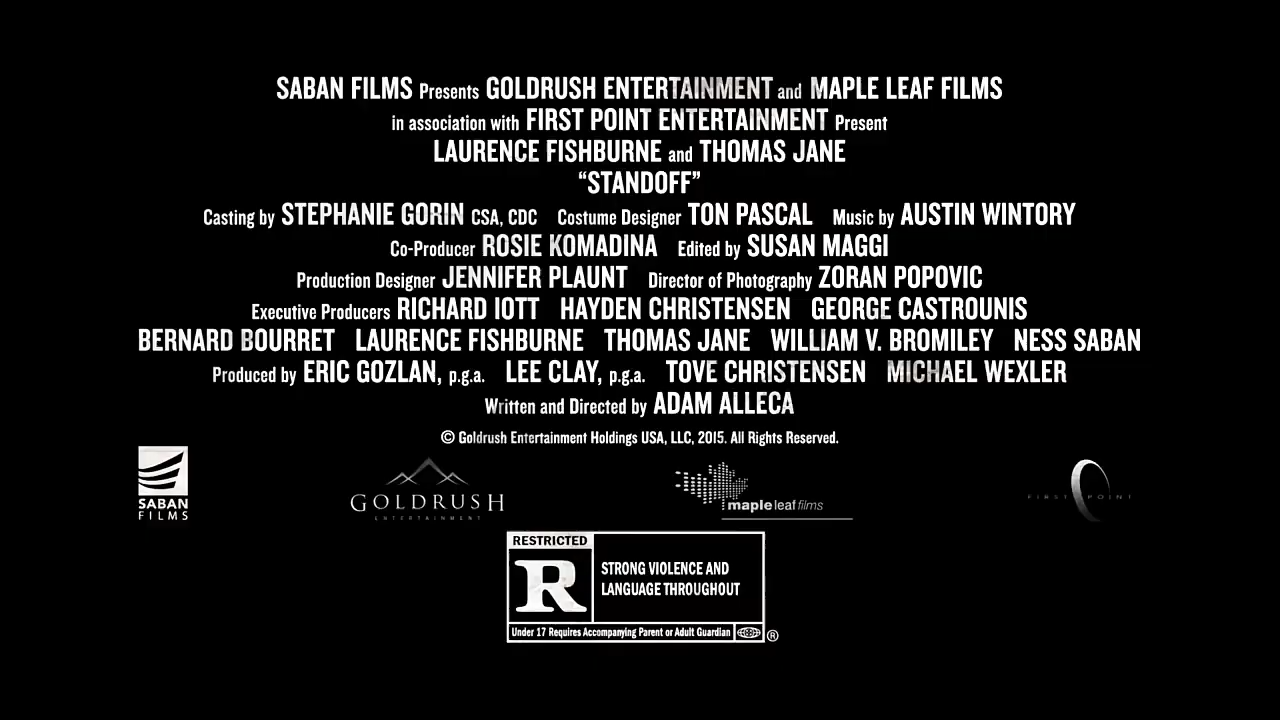 SABAN FILMS Presents GOLDRUSH ENTERTAINMENT and MAPLE LEAF FILMS
in association with FIRST POINT ENTERTAINMENT Present
LAURENCE FISHBURNE and THOMAS JANE
“STANDOFF”
Casting by STEPHANIE GORIN CSA, CDC Costume Designer TON PASCAL Music by AUSTIN WINTORY
Co-Producer ROSIE KOMADINA Edited by SUSAN MAGGI
Production Designer JENNIFER PLAUNT Director of Photography ZORAN POPOVIC
Executive Producers RICHARD IOTT HAYDEN CHRISTENSEN GEORGE CASTROUNIS
BERNARD BOURRET LAURENCE FISHBURNE THOMAS JANE WILLIAM V. BROMILEY NESS SABAN
Produced by ERIC GOZLAN, p.g.a. LEE CLAY, p.g.a. TOVE CHRISTENSEN MICHAEL WEXLER
Written and Directed by ADAM ALLECA
© Goldrush Entertainment Holdings USA, LLC, 2015. All Rights Reserved.
SABAN
FILMS
GOLDRUSH
ENTERTAINMENT
mapleleaffilms
FIRST POINT
RESTRICTED
R
STRONG VIOLENCE AND
LANGUAGE THROUGHOUT
Under 17 Requires Accompanying Parent or Adult Guardian ®